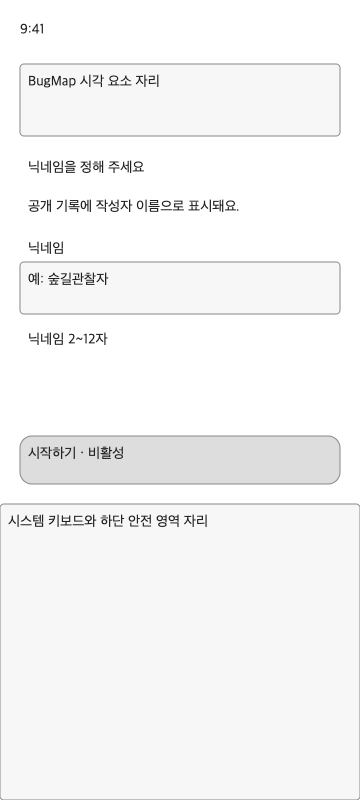 9:41
BugMap 시각 요소 자리
닉네임을 정해 주세요
공개 기록에 작성자 이름으로 표시돼요.
닉네임
예: 숲길관찰자
닉네임 2~12자
시작하기 · 비활성
시스템 키보드와 하단 안전 영역 자리